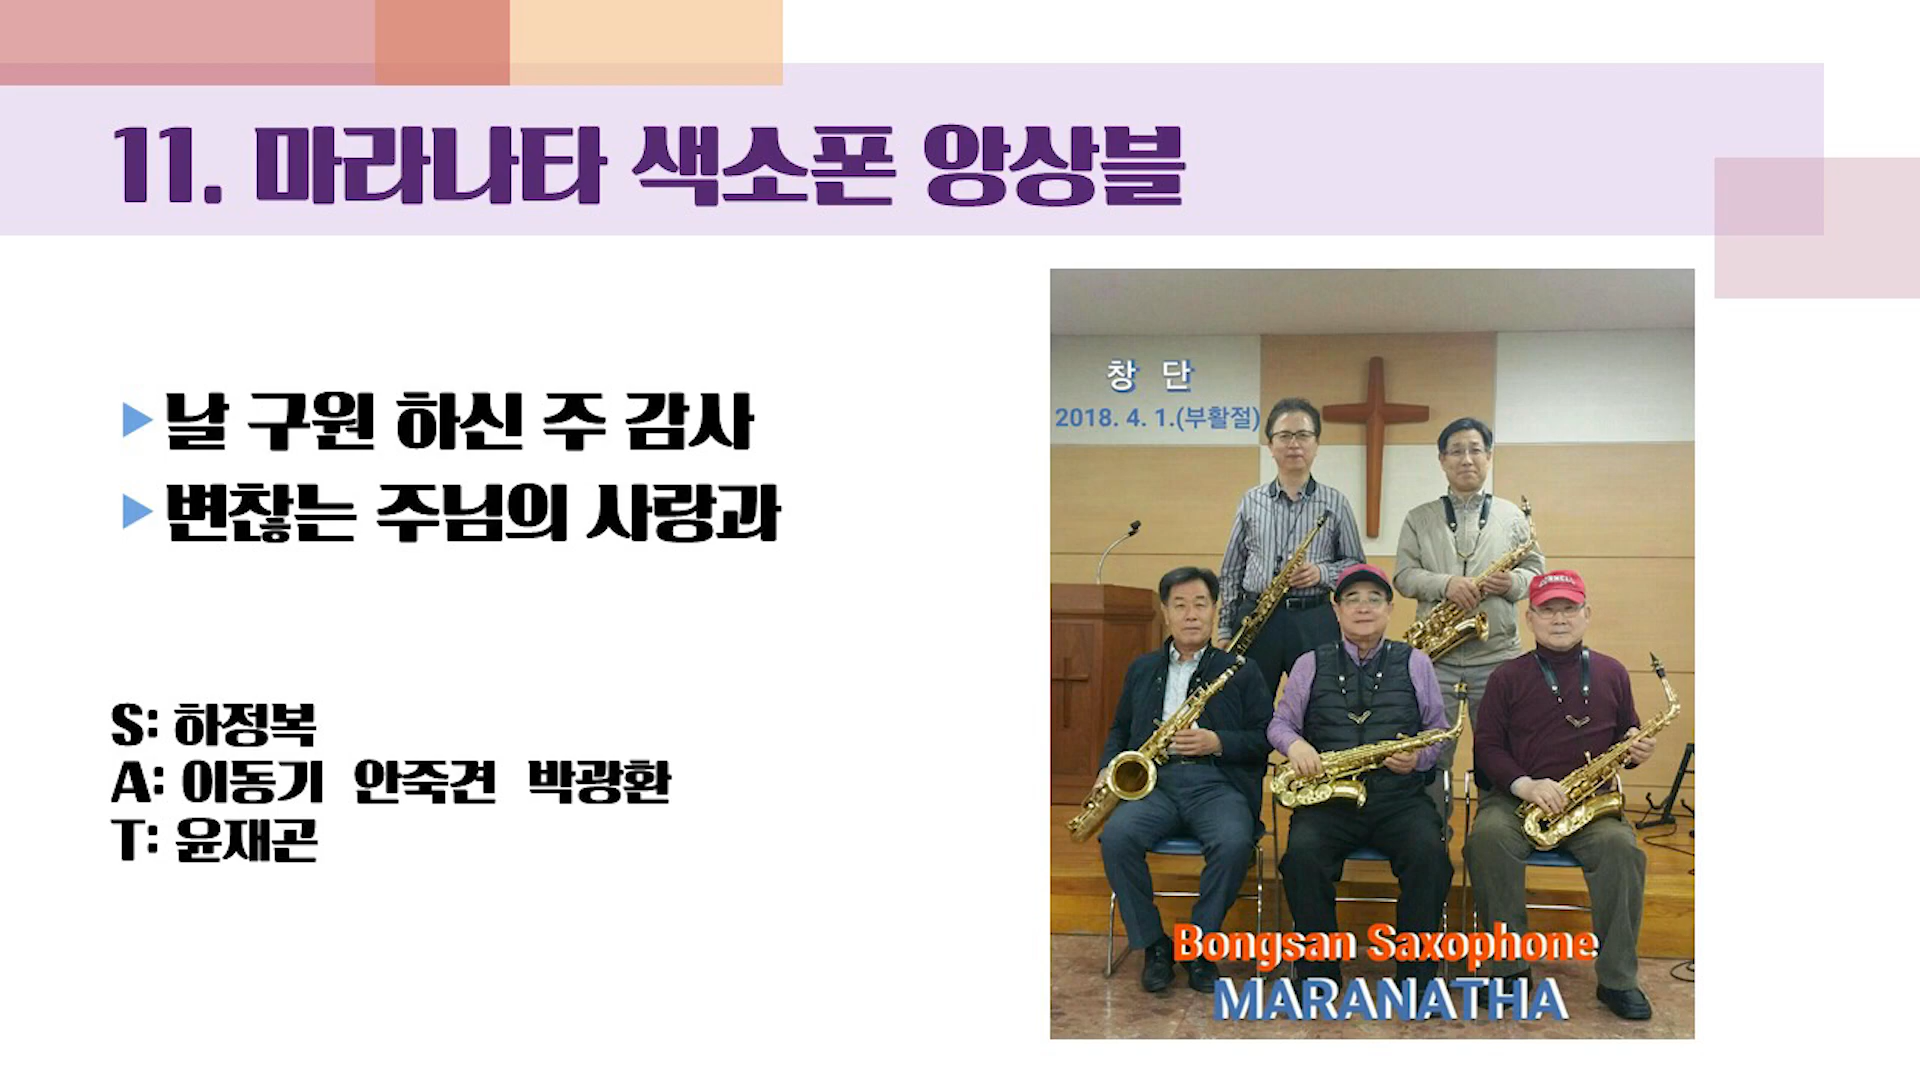 11. 마라나타 색소폰 앙상블
날 구원 하신 주 감사
변찮는 주님의 사랑과
S: 하정복
A: 이동기 안죽견 박광환
T: 윤재곤
창 단
2018. 4. 1.(부활절)
Bongsan Saxophone
MARANATHA